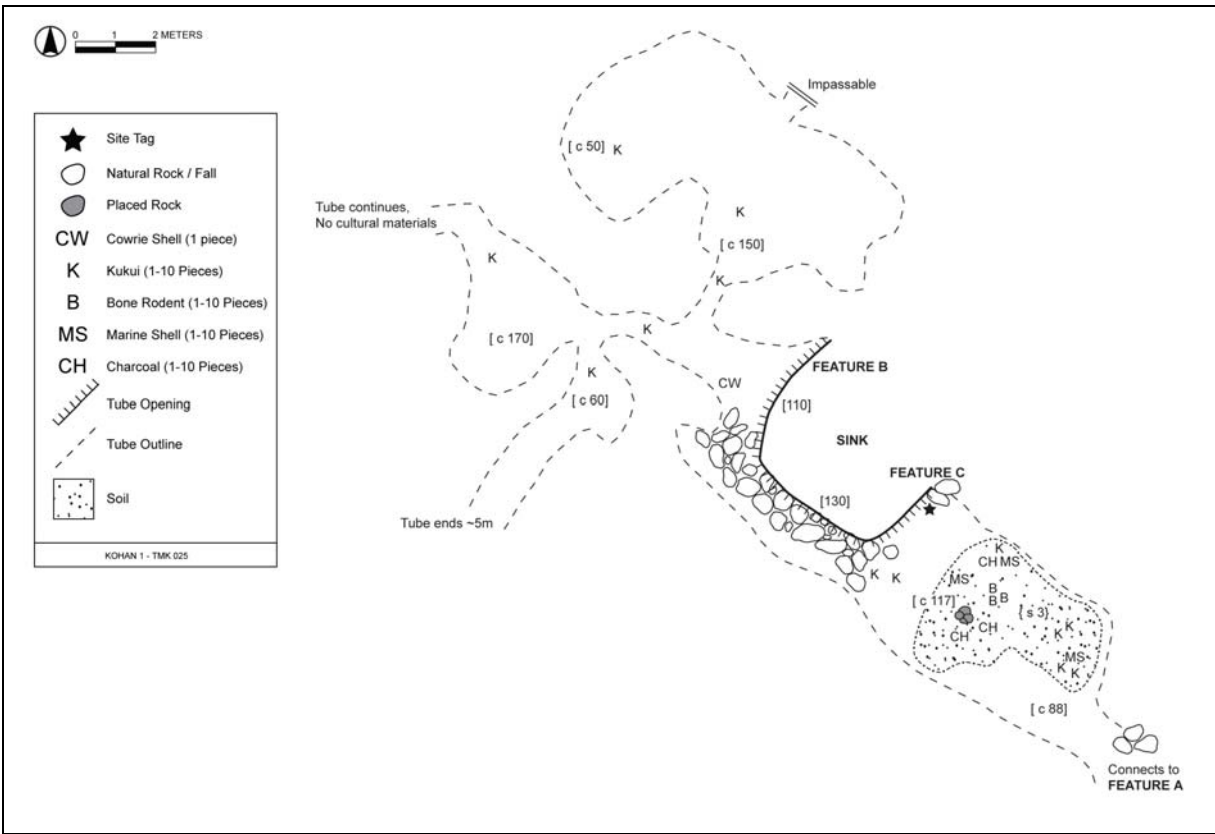 0 1 2 METERS
Site Tag
Natural Rock / Fall
Placed Rock
CW Cowrie Shell (1 piece)
K Kukui (1-10 Pieces)
B Bone Rodent (1-10 Pieces)
MS Marine Shell (1-10 Pieces)
CH Charcoal (1-10 Pieces)
Tube Opening
Tube Outline
Soil
KOHAN 1 - TMK 025
Impassable
[ c 50] K
Tube continues,
No cultural materials
K
[ c 150]
K
K
K
[ c 170]
K
[ c 60]
CW
FEATURE B
[110]
SINK
FEATURE C
[130]
Tube ends ~5m
K K
K
CH MS
MS
B
B B
[ c 117]
{ s 3}
CH
CH
K K
MS
K K
[ c 88]
Connects to
FEATURE A